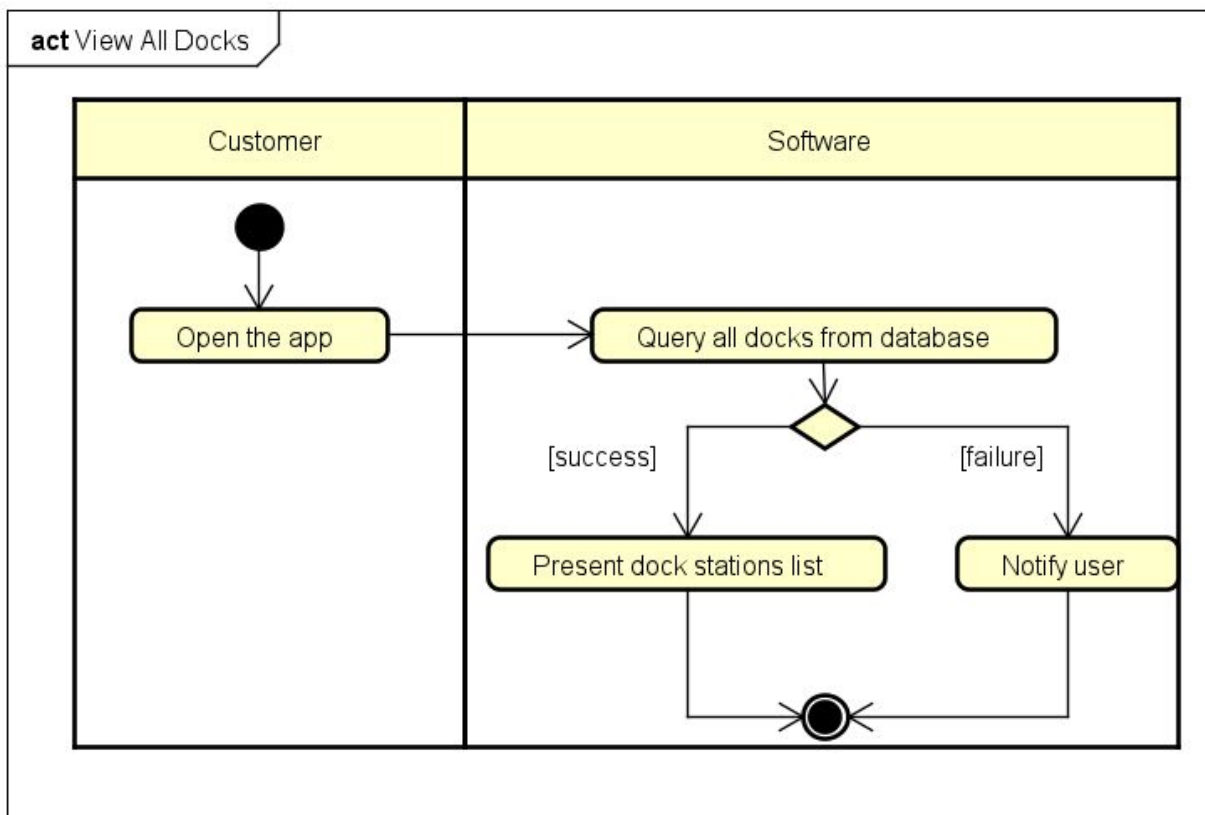 act View All Docks
Customer
Software
Open the app
Query all docks from database
[success]
[failure]
Present dock stations list
Notify user